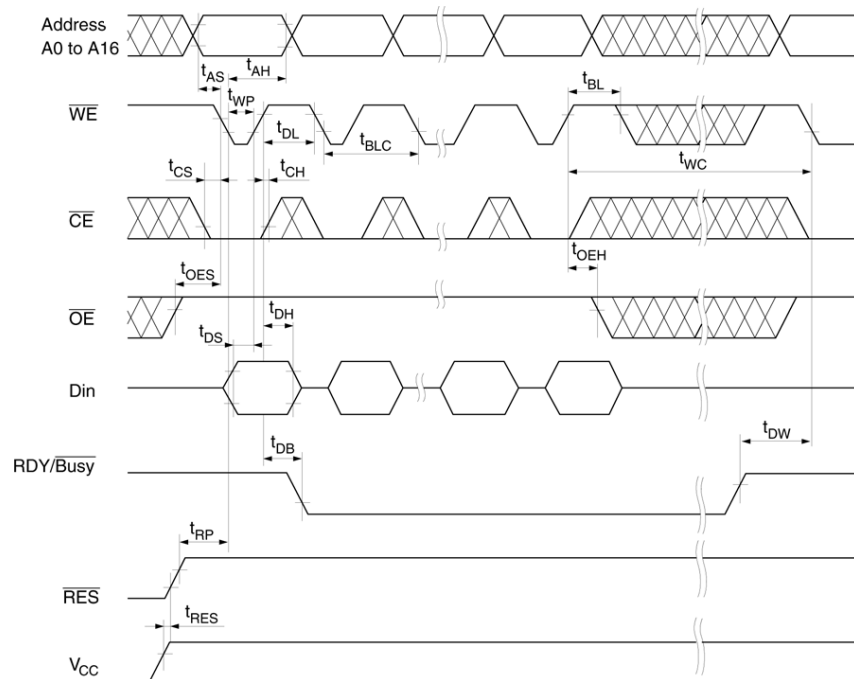 Address
A0 to A16
tAS
tAH
tWP
tBL
WE
tDL
tBLC
tWC
tCS
tCH
CE
tOES
tOEH
OE
tDH
tDS
Din
tDB
tDW
RDY/Busy
tRP
RES
tRES
VCC